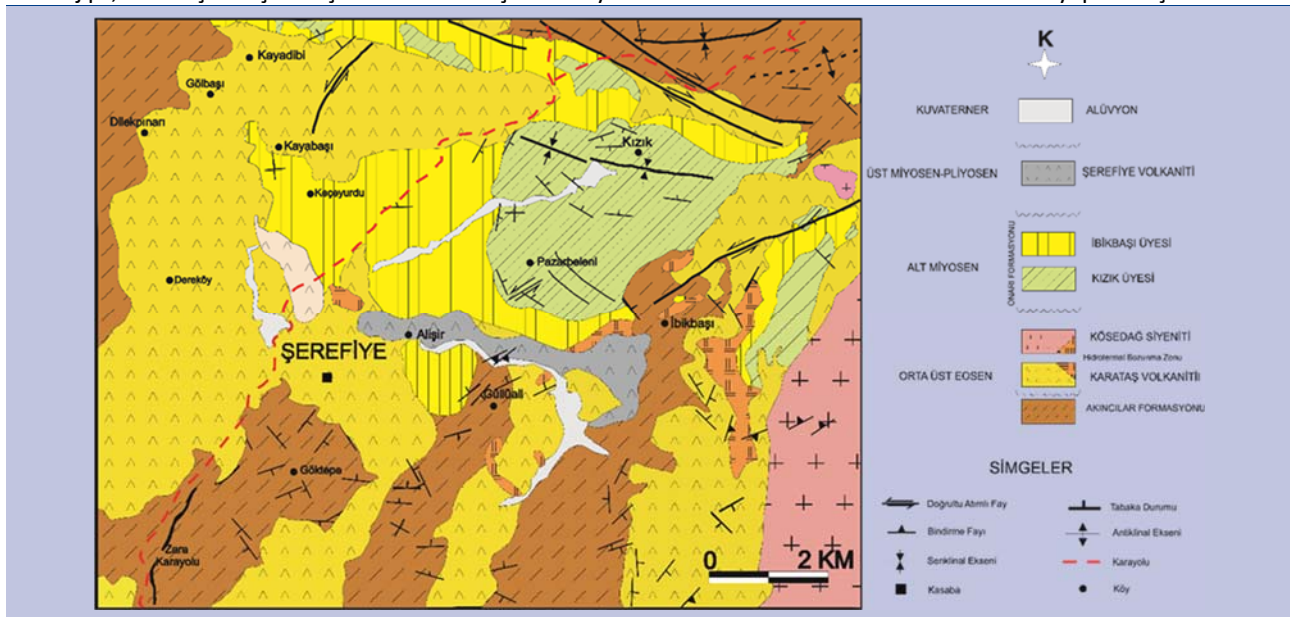 Kayadibi
Gölbaşı
Dilekpınarı
Kayabaşı
Kızık
Keçeyurdu
Pazarbeleni
Dereköy
Alişir
İbikbaşı
ŞEREFİYE
Güllüali
Göktepe
Zara
Karayolu
0 2 KM
K
KUVATERNER
ALÜVYON
ÜST MİYOSEN-PLİYOSEN
ŞEREFİYE VOLKANİTİ
ALT MİYOSEN
ONARI FORMASYONU
İBİKBAŞI ÜYESİ
KIZIK ÜYESİ
ORTA ÜST EOSEN
KÖSEDAĞ SİYENİTİ
Hidrotermal Bozunma Zonu
KARATAŞ VOLKANİTİ
AKINCILAR FORMASYONU
SİMGELER
Doğrultu Atımlı Fay
Tabaka Durumu
Bindirme Fayı
Antiklinal Ekseni
Senklinal Ekseni
Karayolu
Kasaba
Köy